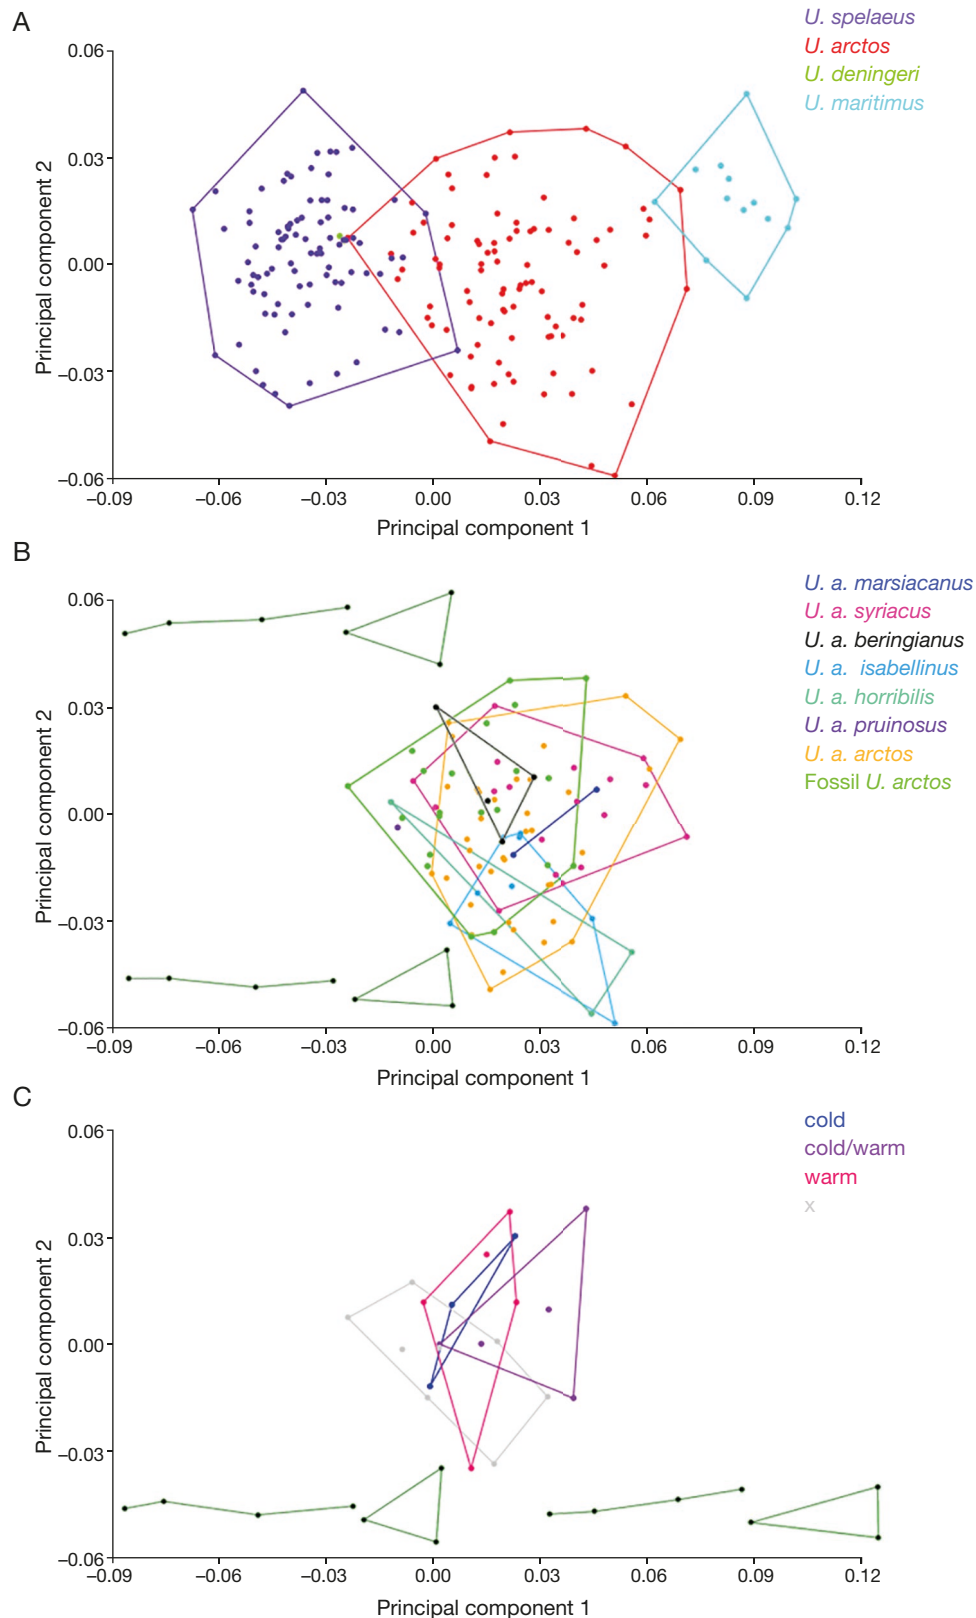 A
U. spelaeus
U. arctos
U. deningeri
U. maritimus
0.06
0.03
0.00
–0.03
–0.06
Principal component 2
–0.09 –0.06 –0.03 0.00 0.03 0.06 0.09 0.12
Principal component 1
B
U. a. marsiacanus
U. a. syriacus
U. a. beringianus
U. a. isabellinus
U. a. horribilis
U. a. pruinosus
U. a. arctos
Fossil U. arctos
0.06
0.03
0.00
–0.03
–0.06
Principal component 2
–0.09 –0.06 –0.03 0.00 0.03 0.06 0.09 0.12
Principal component 1
C
cold
cold/warm
warm
x
0.06
0.03
0.00
–0.03
–0.06
Principal component 2
–0.09 –0.06 –0.03 0.00 0.03 0.06 0.09 0.12
Principal component 1